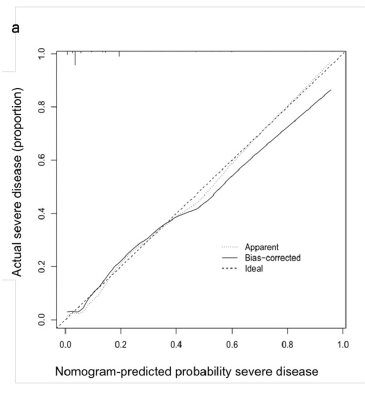 a
Actual severe disease (proportion)
1.0
0.8
0.6
0.4
0.2
0.0
Apparent
Bias-corrected
Ideal
0.0 0.2 0.4 0.6 0.8 1.0
Nomogram-predicted probability severe disease